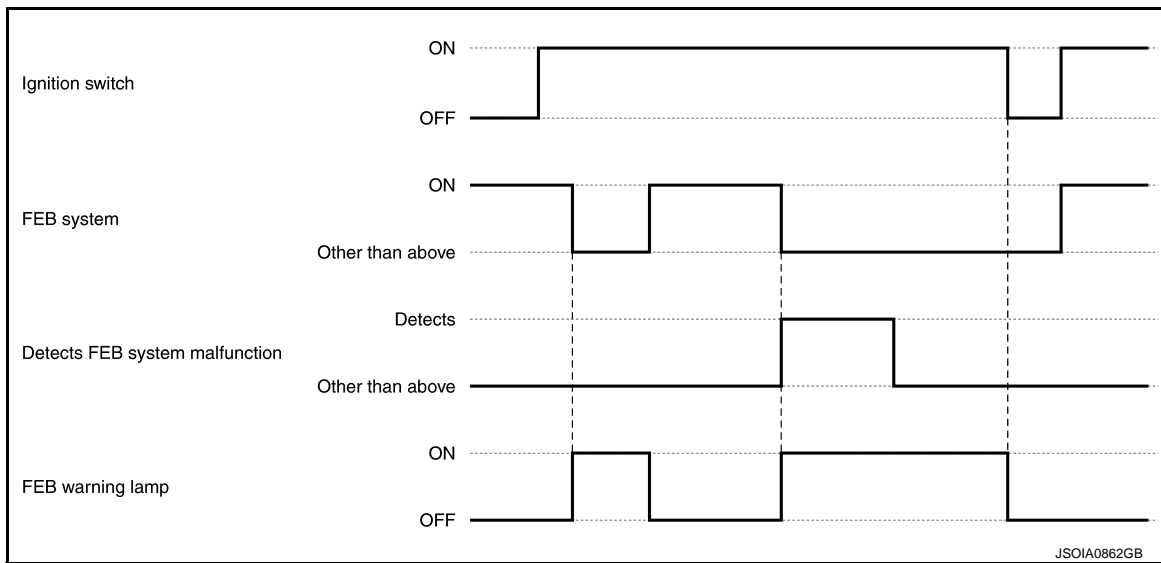 ON
Ignition switch
OFF
ON
FEB system
Other than above
Detects
Detects FEB system malfunction
Other than above
ON
FEB warning lamp
OFF
JSOIA0862GB